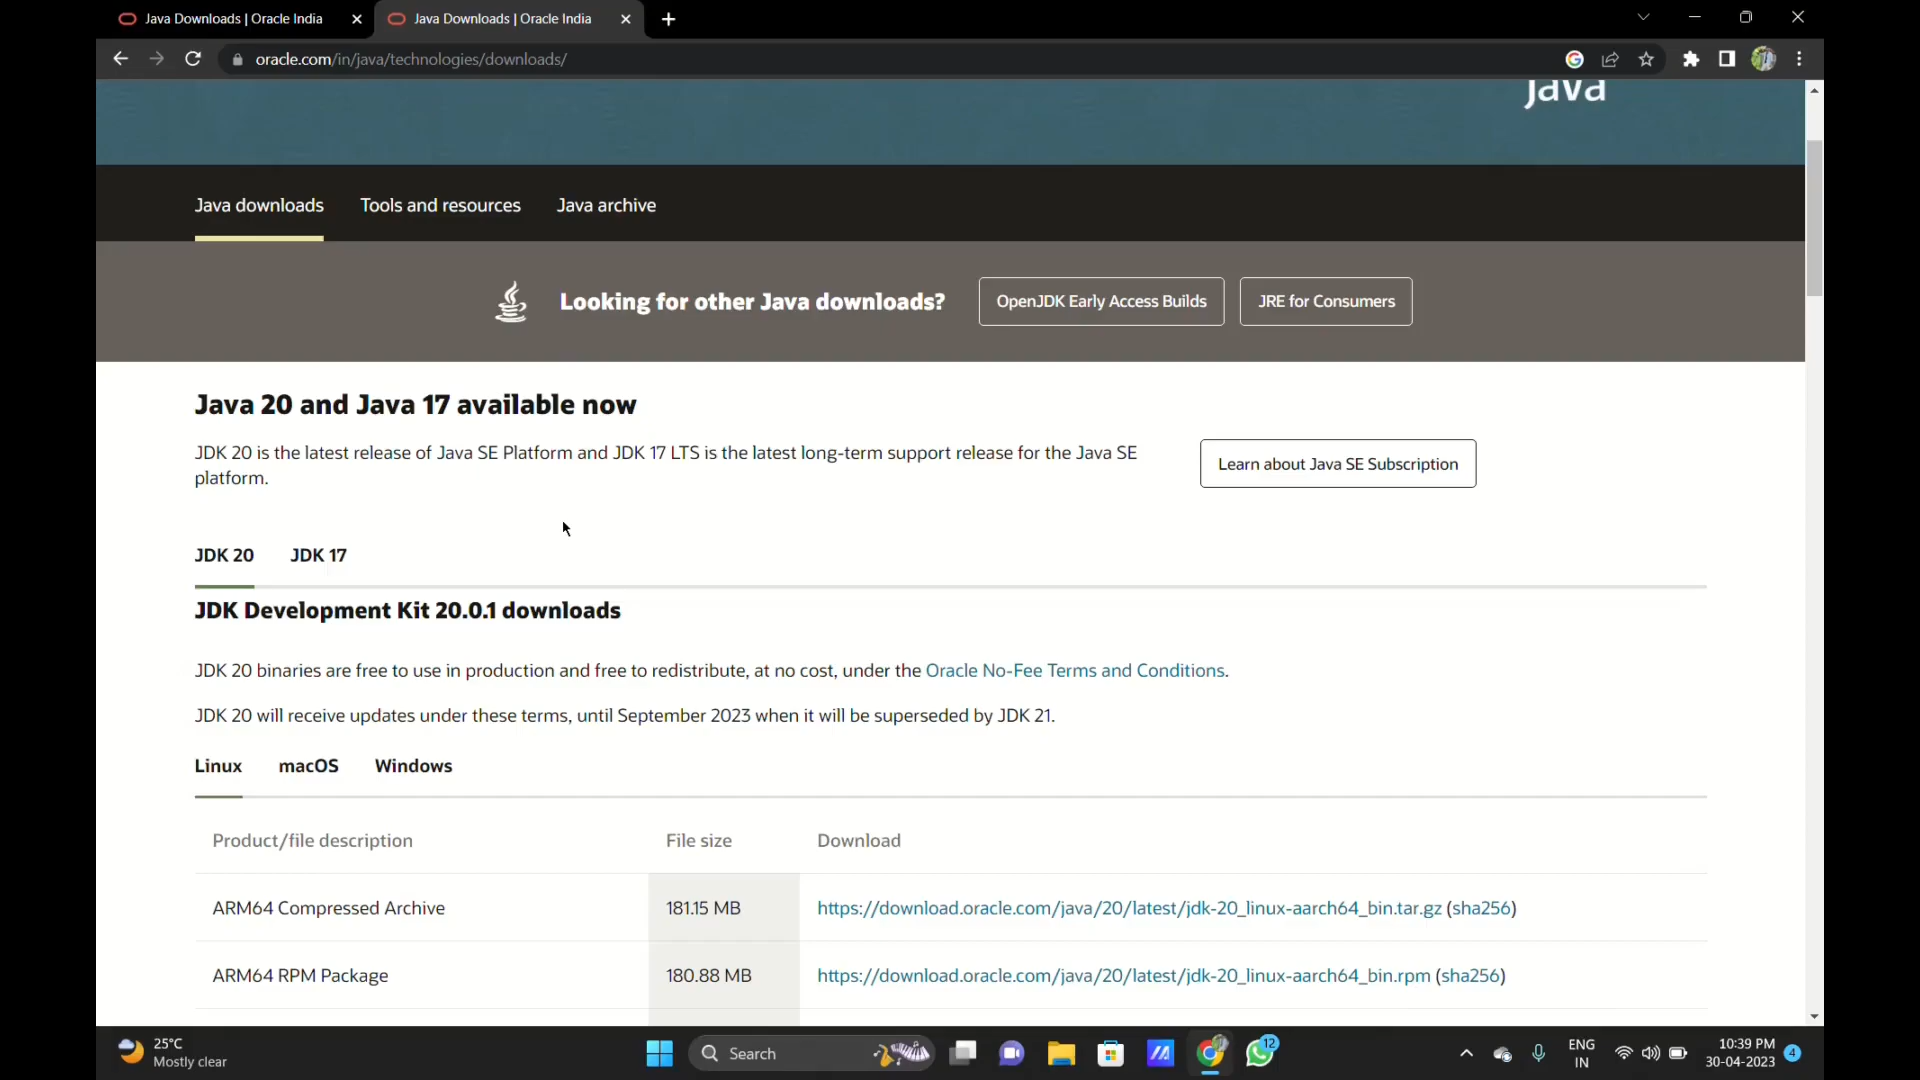 Java Downloads | Oracle India
Java Downloads | Oracle India
oracle.com/in/java/technologies/downloads/
Java
Java downloads
Tools and resources
Java archive
Looking for other Java downloads?
OpenJDK Early Access Builds
JRE for Consumers
Java 20 and Java 17 available now
JDK 20 is the latest release of Java SE Platform and JDK 17 LTS is the latest long-term support release for the Java SE
platform.
Learn about Java SE Subscription
JDK 20
JDK 17
JDK Development Kit 20.0.1 downloads
JDK 20 binaries are free to use in production and free to redistribute, at no cost, under the Oracle No-Fee Terms and Conditions.
JDK 20 will receive updates under these terms, until September 2023 when it will be superseded by JDK 21.
Linux
macOS
Windows
Product/file description
File size
Download
ARM64 Compressed Archive
181.15 MB
https://download.oracle.com/java/20/latest/jdk-20_linux-aarch64_bin.tar.gz (sha256)
ARM64 RPM Package
180.88 MB
https://download.oracle.com/java/20/latest/jdk-20_linux-aarch64_bin.rpm (sha256)
25°C
Mostly clear
Search
12
ENG
IN
10:39 PM
30-04-2023
4